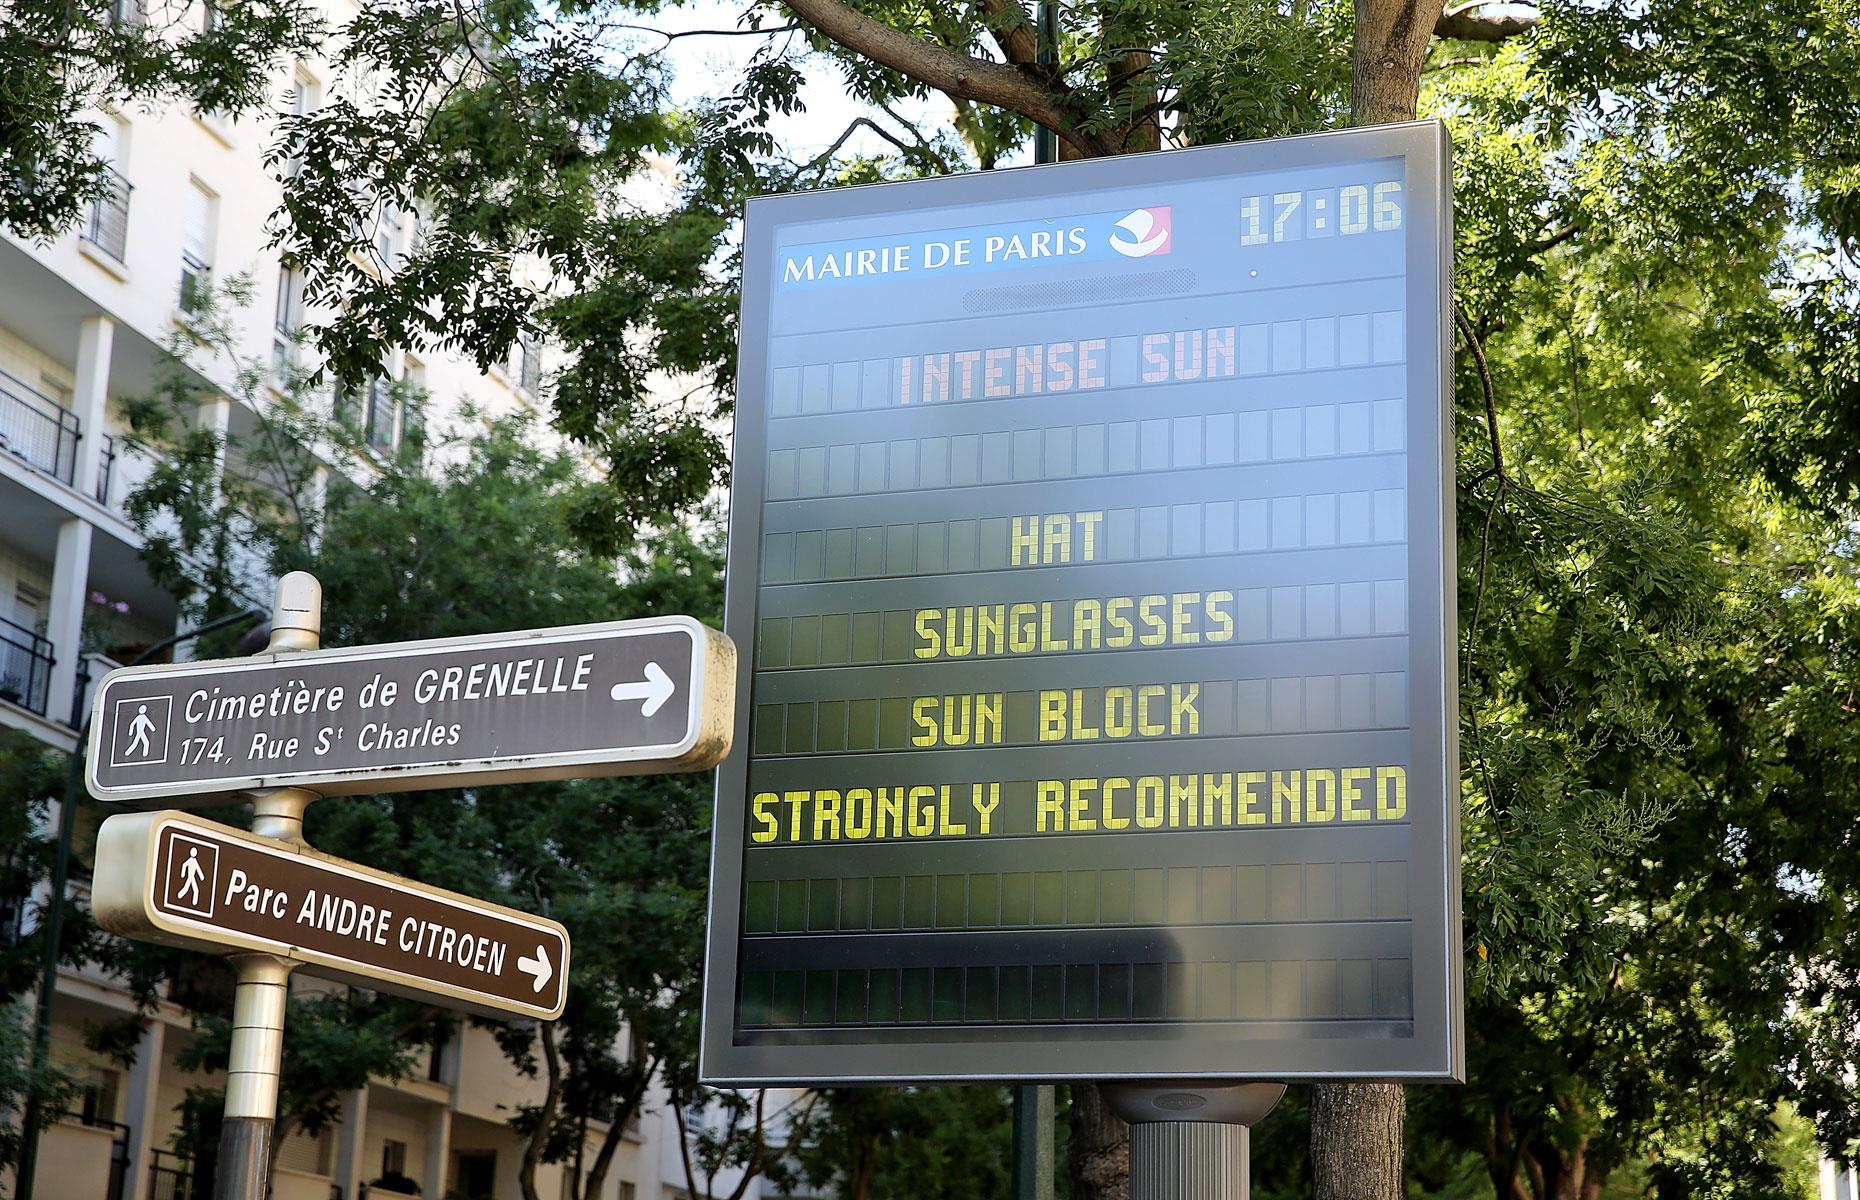 MAIRIE DE PARIS
17:06
INTENSE SUN
HAT
SUNGLASSES
SUN BLOCK
STRONGLY RECOMMENDED
Cimetière de GRENELLE
174, Rue St Charles
Parc ANDRE CITROEN